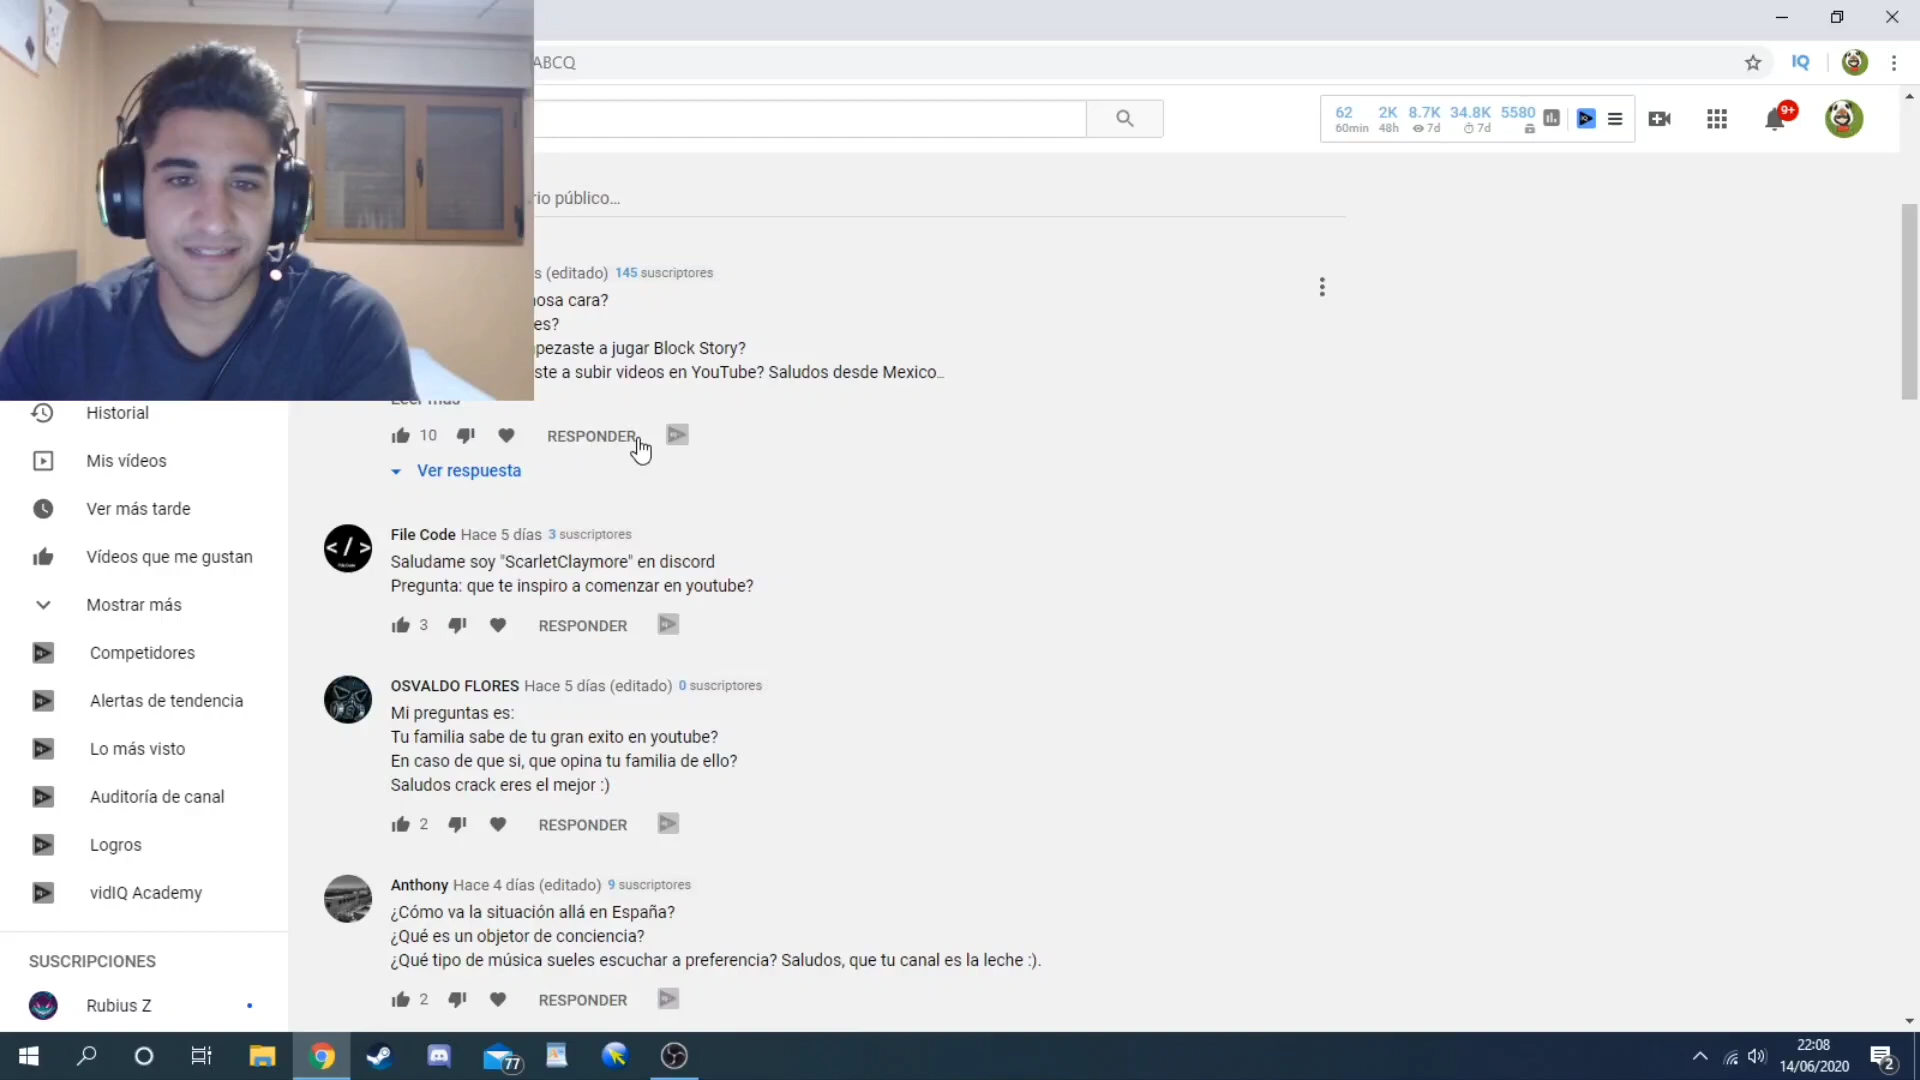 ABCQ
62 2K 8.7K 34.8K 5580
60min 48h 7d 7d
9+
rio público...
s (editado) 145 suscriptores
osa cara?
es?
pezaste a jugar Block Story?
ste a subir videos en YouTube? Saludos desde Mexico...
Leer más
10 RESPONDER
Ver respuesta
File Code Hace 5 días 3 suscriptores
Saludame soy "ScarletClaymore" en discord
Pregunta: que te inspiro a comenzar en youtube?
3 RESPONDER
OSVALDO FLORES Hace 5 días (editado) 0 suscriptores
Mi preguntas es:
Tu familia sabe de tu gran exito en youtube?
En caso de que si, que opina tu familia de ello?
Saludos crack eres el mejor :)
2 RESPONDER
Anthony Hace 4 días (editado) 9 suscriptores
¿Cómo va la situación allá en España?
¿Qué es un objetor de conciencia?
¿Qué tipo de música sueles escuchar a preferencia? Saludos, que tu canal es la leche :).
2 RESPONDER
Historial
Mis vídeos
Ver más tarde
Vídeos que me gustan
Mostrar más
Competidores
Alertas de tendencia
Lo más visto
Auditoría de canal
Logros
vidIQ Academy
SUSCRIPCIONES
Rubius Z
IQ
</>
77
22:08
14/06/2020
2